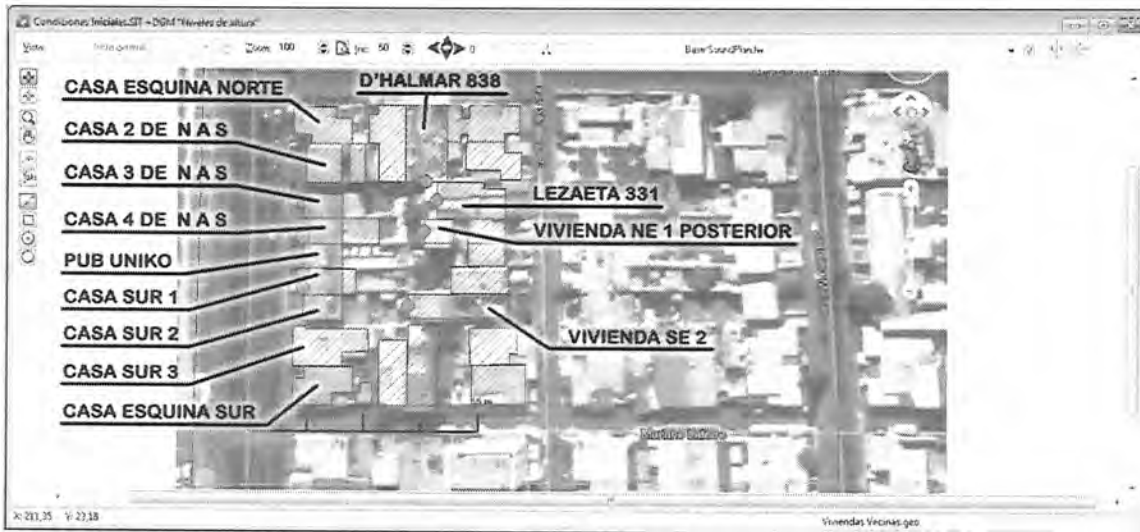 Condiciones Iniciales.SIT - DGM "Niveles de altura"
Vista: Zoom: 100 Inc: 50 0
CASA ESQUINA NORTE
D'HALMAR 838
CASA 2 DE N A S
CASA 3 DE N A S
LEZAETA 331
CASA 4 DE N A S
VIVIENDA NE 1 POSTERIOR
PUB UNIKO
CASA SUR 1
CASA SUR 2
VIVIENDA SE 2
CASA SUR 3
CASA ESQUINA SUR
Viviendas Vecinas.geo